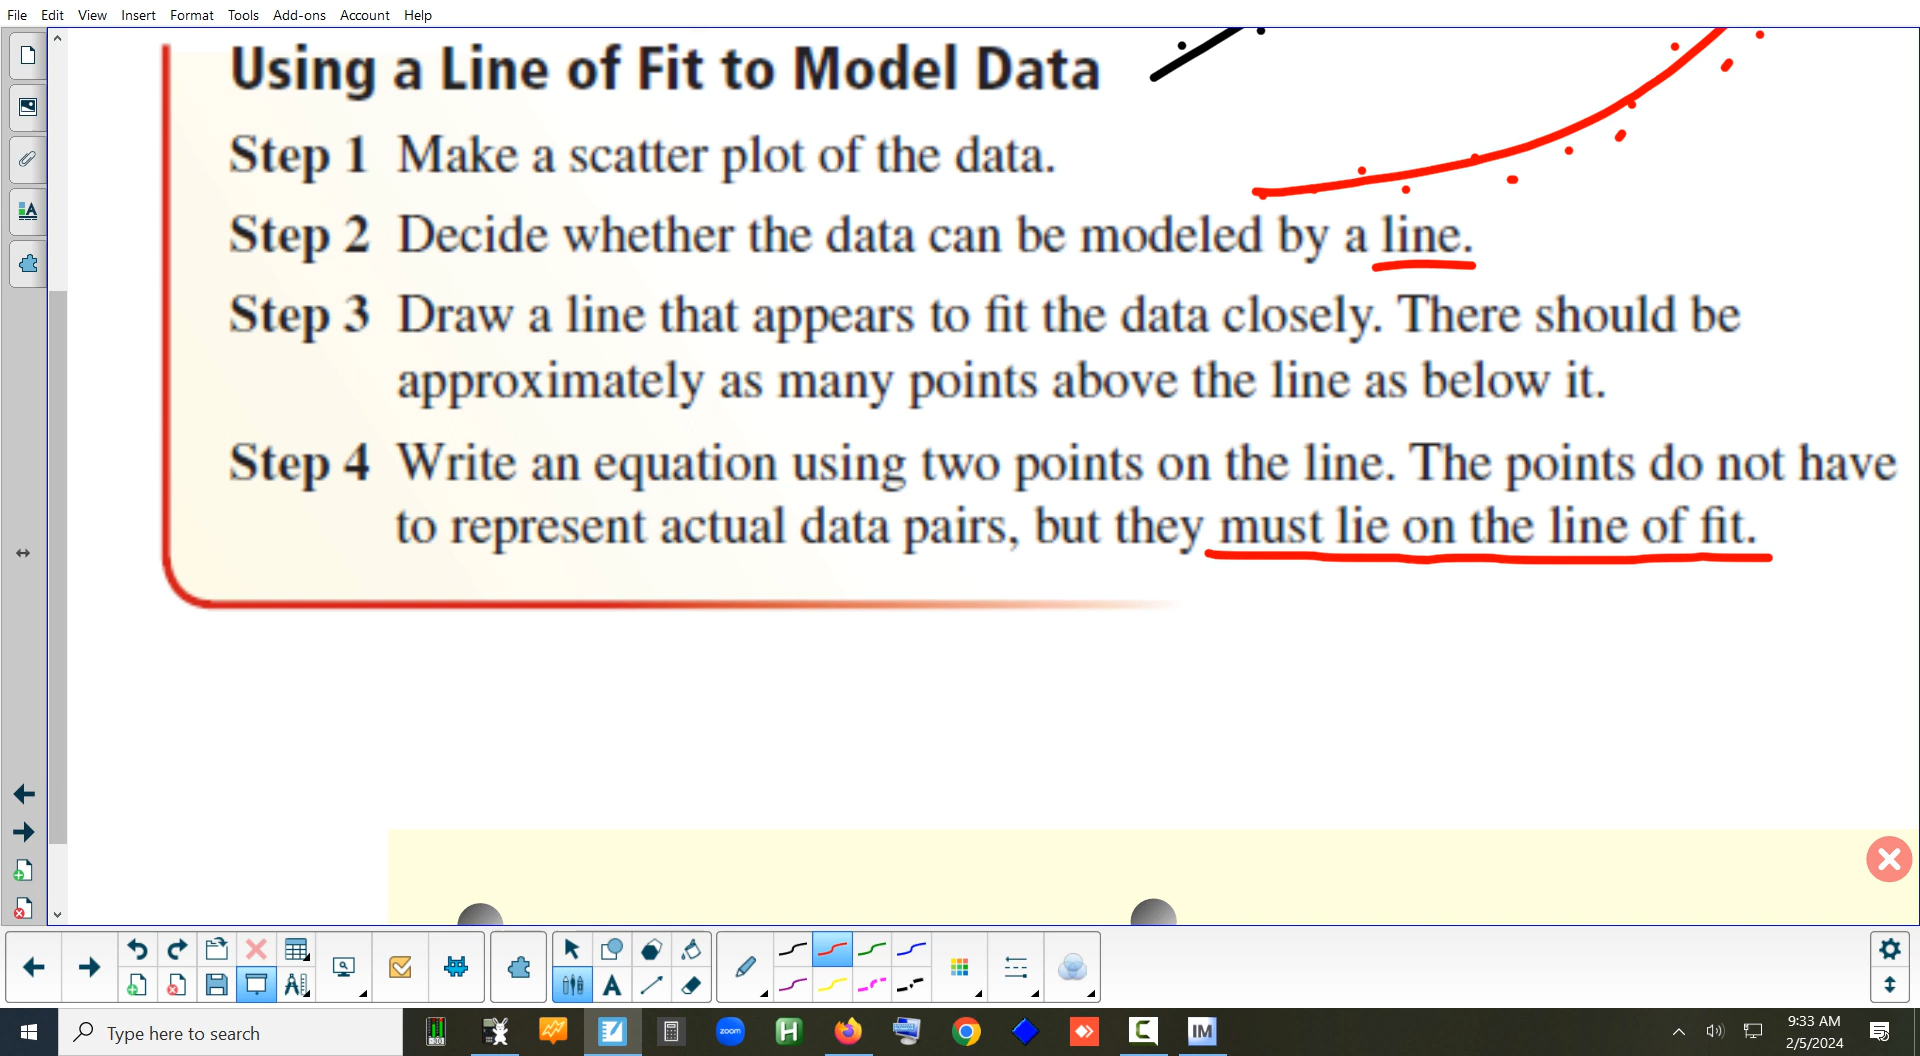 File Edit View Insert Format Tools Add-ons Account Help
Using a Line of Fit to Model Data
Step 1 Make a scatter plot of the data.
Step 2 Decide whether the data can be modeled by a line.
Step 3 Draw a line that appears to fit the data closely. There should be
approximately as many points above the line as below it.
Step 4 Write an equation using two points on the line. The points do not have
to represent actual data pairs, but they must lie on the line of fit.
Type here to search
zoom
H
C
IM
9:33 AM
2/5/2024